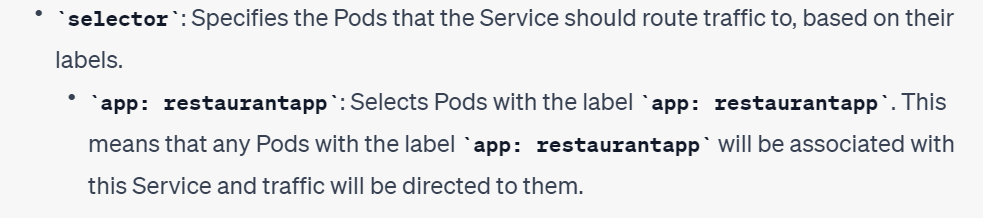 • `selector`: Specifies the Pods that the Service should route traffic to, based on their
labels.
• `app: restaurantapp`: Selects Pods with the label `app: restaurantapp`. This
means that any Pods with the label `app: restaurantapp` will be associated with
this Service and traffic will be directed to them.